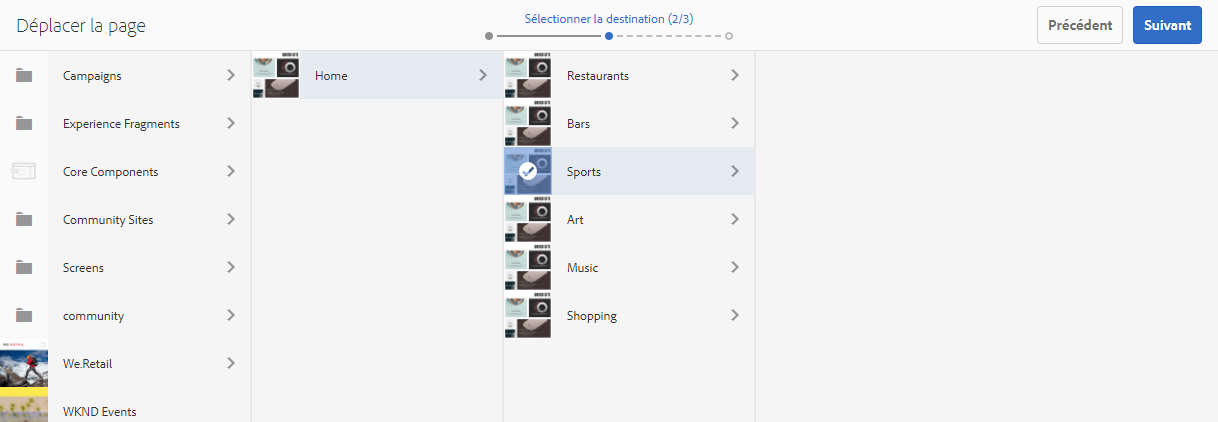 Déplacer la page
Sélectionner la destination (2/3)
Précédent
Suivant
Campaigns
Experience Fragments
Core Components
Community Sites
Screens
community
We.Retail
WKND Events
Home
Restaurants
Bars
Sports
Art
Music
Shopping